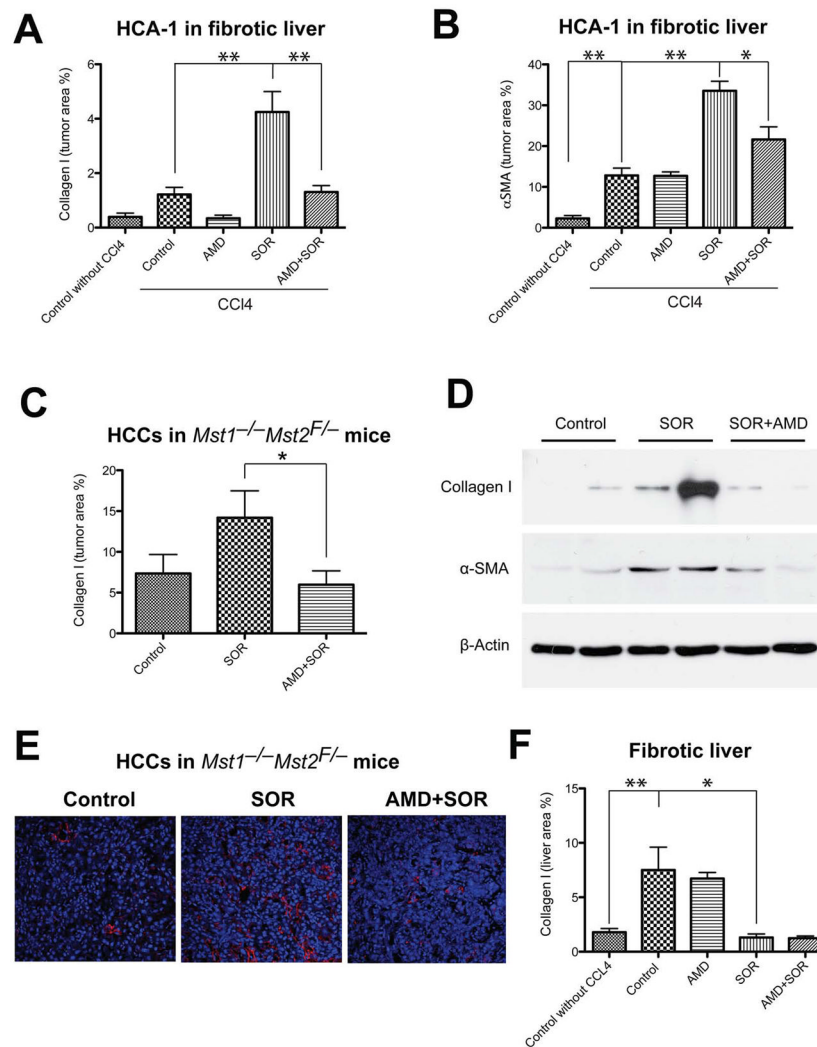 A
HCA-1 in fibrotic liver
Collagen I (tumor area %)
6
4
2
0
**
**
Control without CCl4
Control
AMD
SOR
AMD+SOR
CCl4
B
HCA-1 in fibrotic liver
αSMA (tumor area %)
40
30
20
10
0
**
**
*
Control without CCl4
Control
AMD
SOR
AMD+SOR
CCl4
C
HCCs in Mst1–/–Mst2F/– mice
Collagen I (tumor area %)
20
15
10
5
0
*
Control
SOR
AMD+SOR
D
Control SOR SOR+AMD
Collagen I
α-SMA
β-Actin
E
HCCs in Mst1–/–Mst2F/– mice
Control SOR AMD+SOR
F
Fibrotic liver
Collagen I (liver area %)
15
10
5
0
**
*
Control without CCL4
Control
AMD
SOR
AMD+SOR